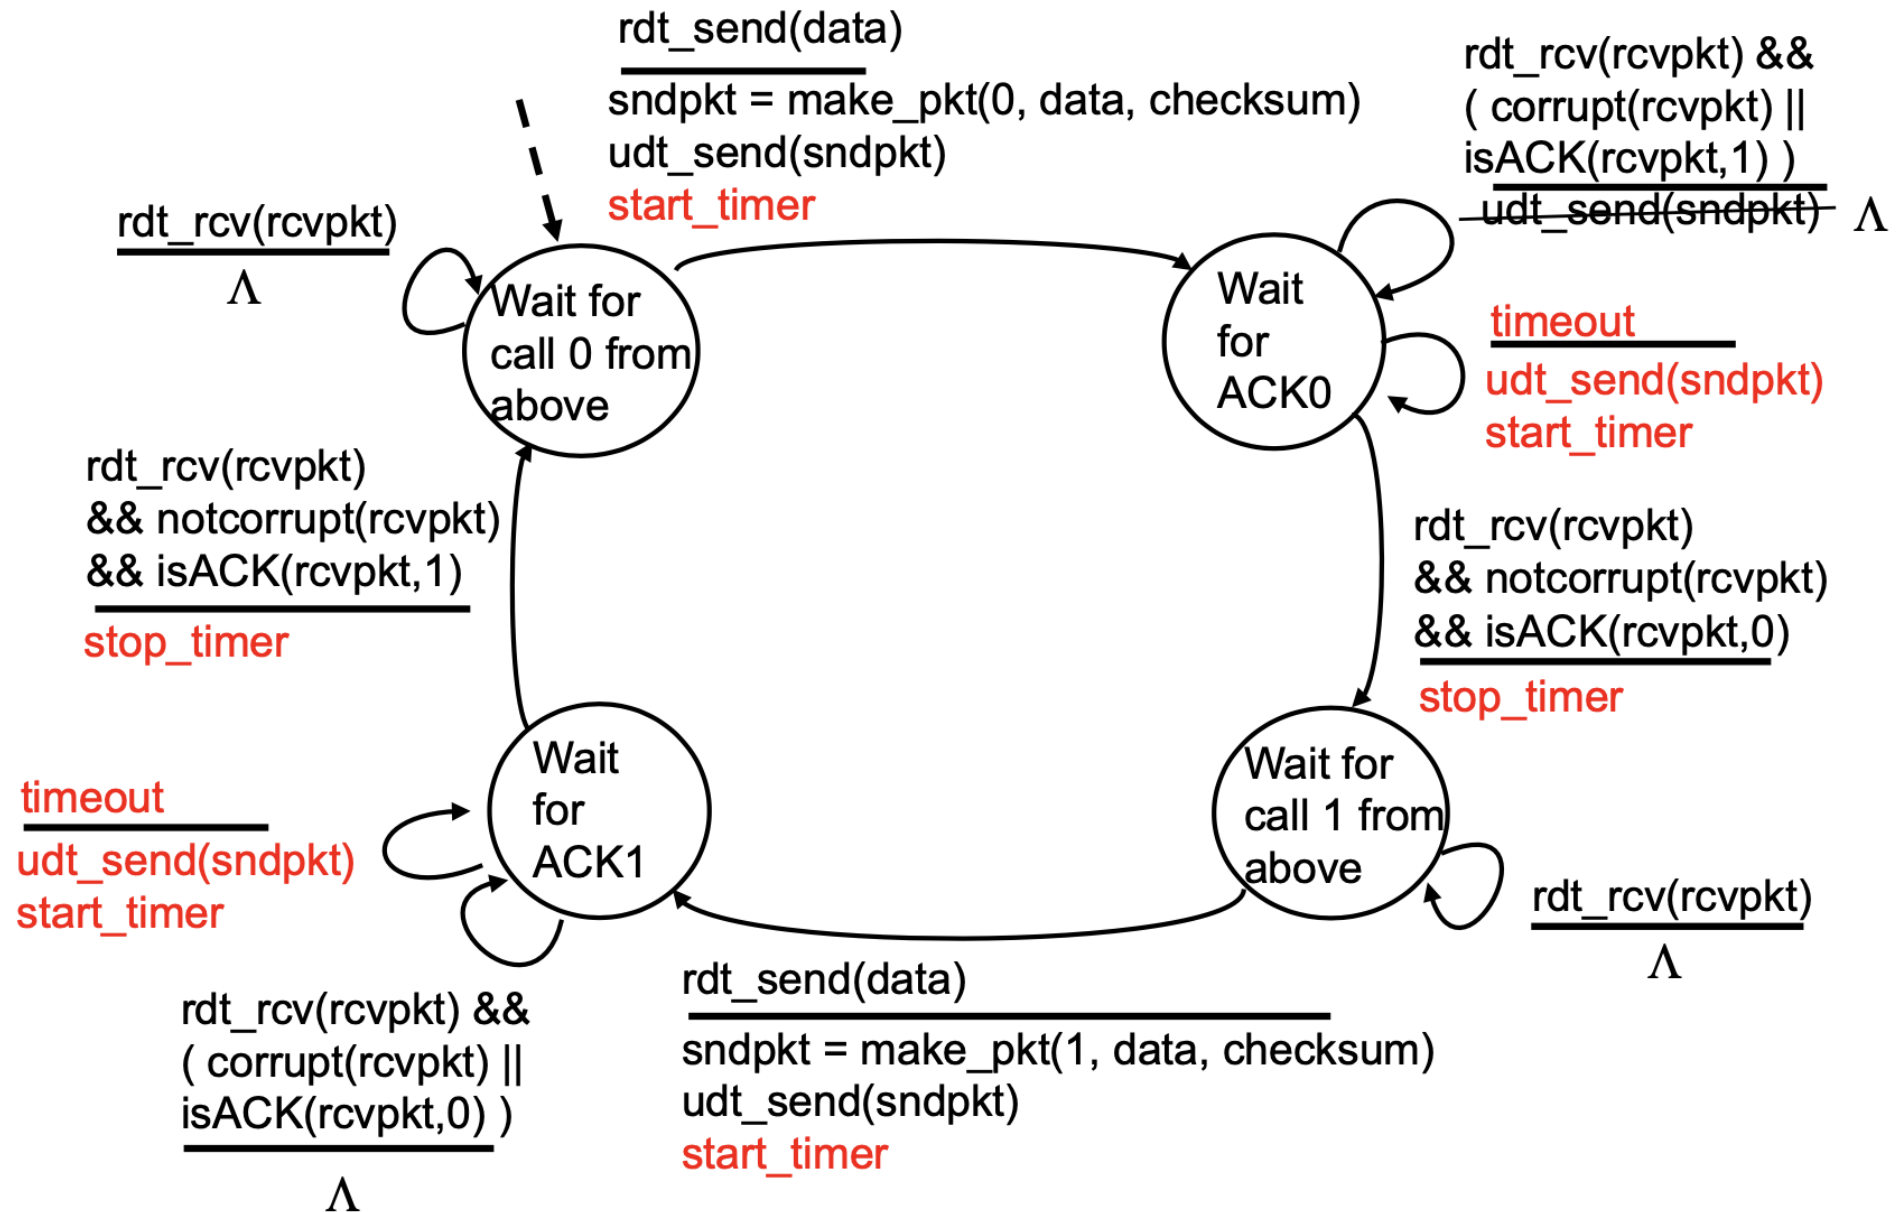 rdt_send(data)
sndpkt = make_pkt(0, data, checksum)
udt_send(sndpkt)
start_timer
rdt_rcv(rcvpkt) &&
( corrupt(rcvpkt) ||
isACK(rcvpkt,1) )
udt_send(sndpkt) Λ
rdt_rcv(rcvpkt)
Λ
Wait for
call 0 from
above
Wait
for
ACK0
timeout
udt_send(sndpkt)
start_timer
rdt_rcv(rcvpkt)
&& notcorrupt(rcvpkt)
&& isACK(rcvpkt,1)
stop_timer
rdt_rcv(rcvpkt)
&& notcorrupt(rcvpkt)
&& isACK(rcvpkt,0)
stop_timer
timeout
udt_send(sndpkt)
start_timer
Wait
for
ACK1
Wait for
call 1 from
above
rdt_rcv(rcvpkt)
Λ
rdt_rcv(rcvpkt) &&
( corrupt(rcvpkt) ||
isACK(rcvpkt,0) )
Λ
rdt_send(data)
sndpkt = make_pkt(1, data, checksum)
udt_send(sndpkt)
start_timer